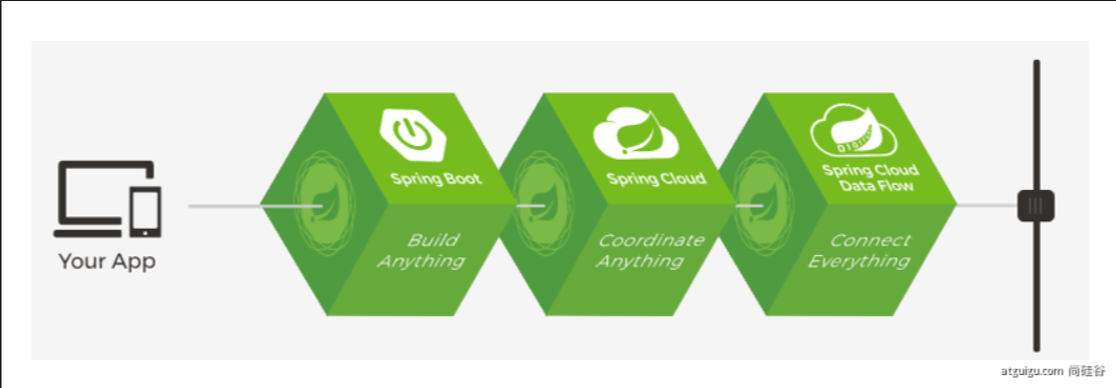 Your App
Spring Boot
Build
Anything
Spring Cloud
Coordinate
Anything
010
Spring Cloud
Data Flow
Connect
Everything
atguigu.com 尚硅谷